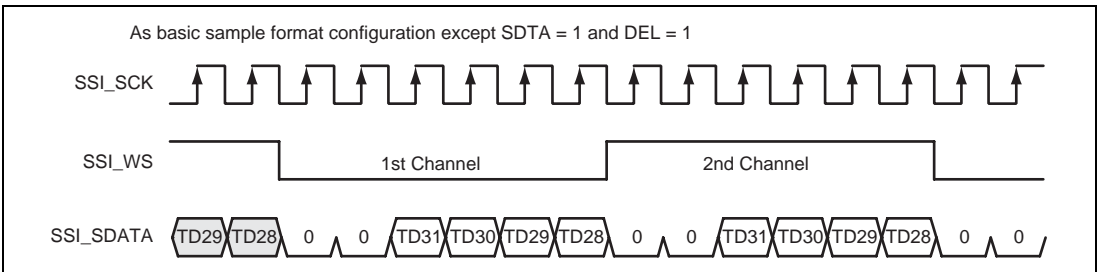 As basic sample format configuration except SDTA = 1 and DEL = 1
SSI_SCK
SSI_WS 1st Channel 2nd Channel
SSI_SDATA TD29 TD28 0 0 TD31 TD30 TD29 TD28 0 0 TD31 TD30 TD29 TD28 0 0